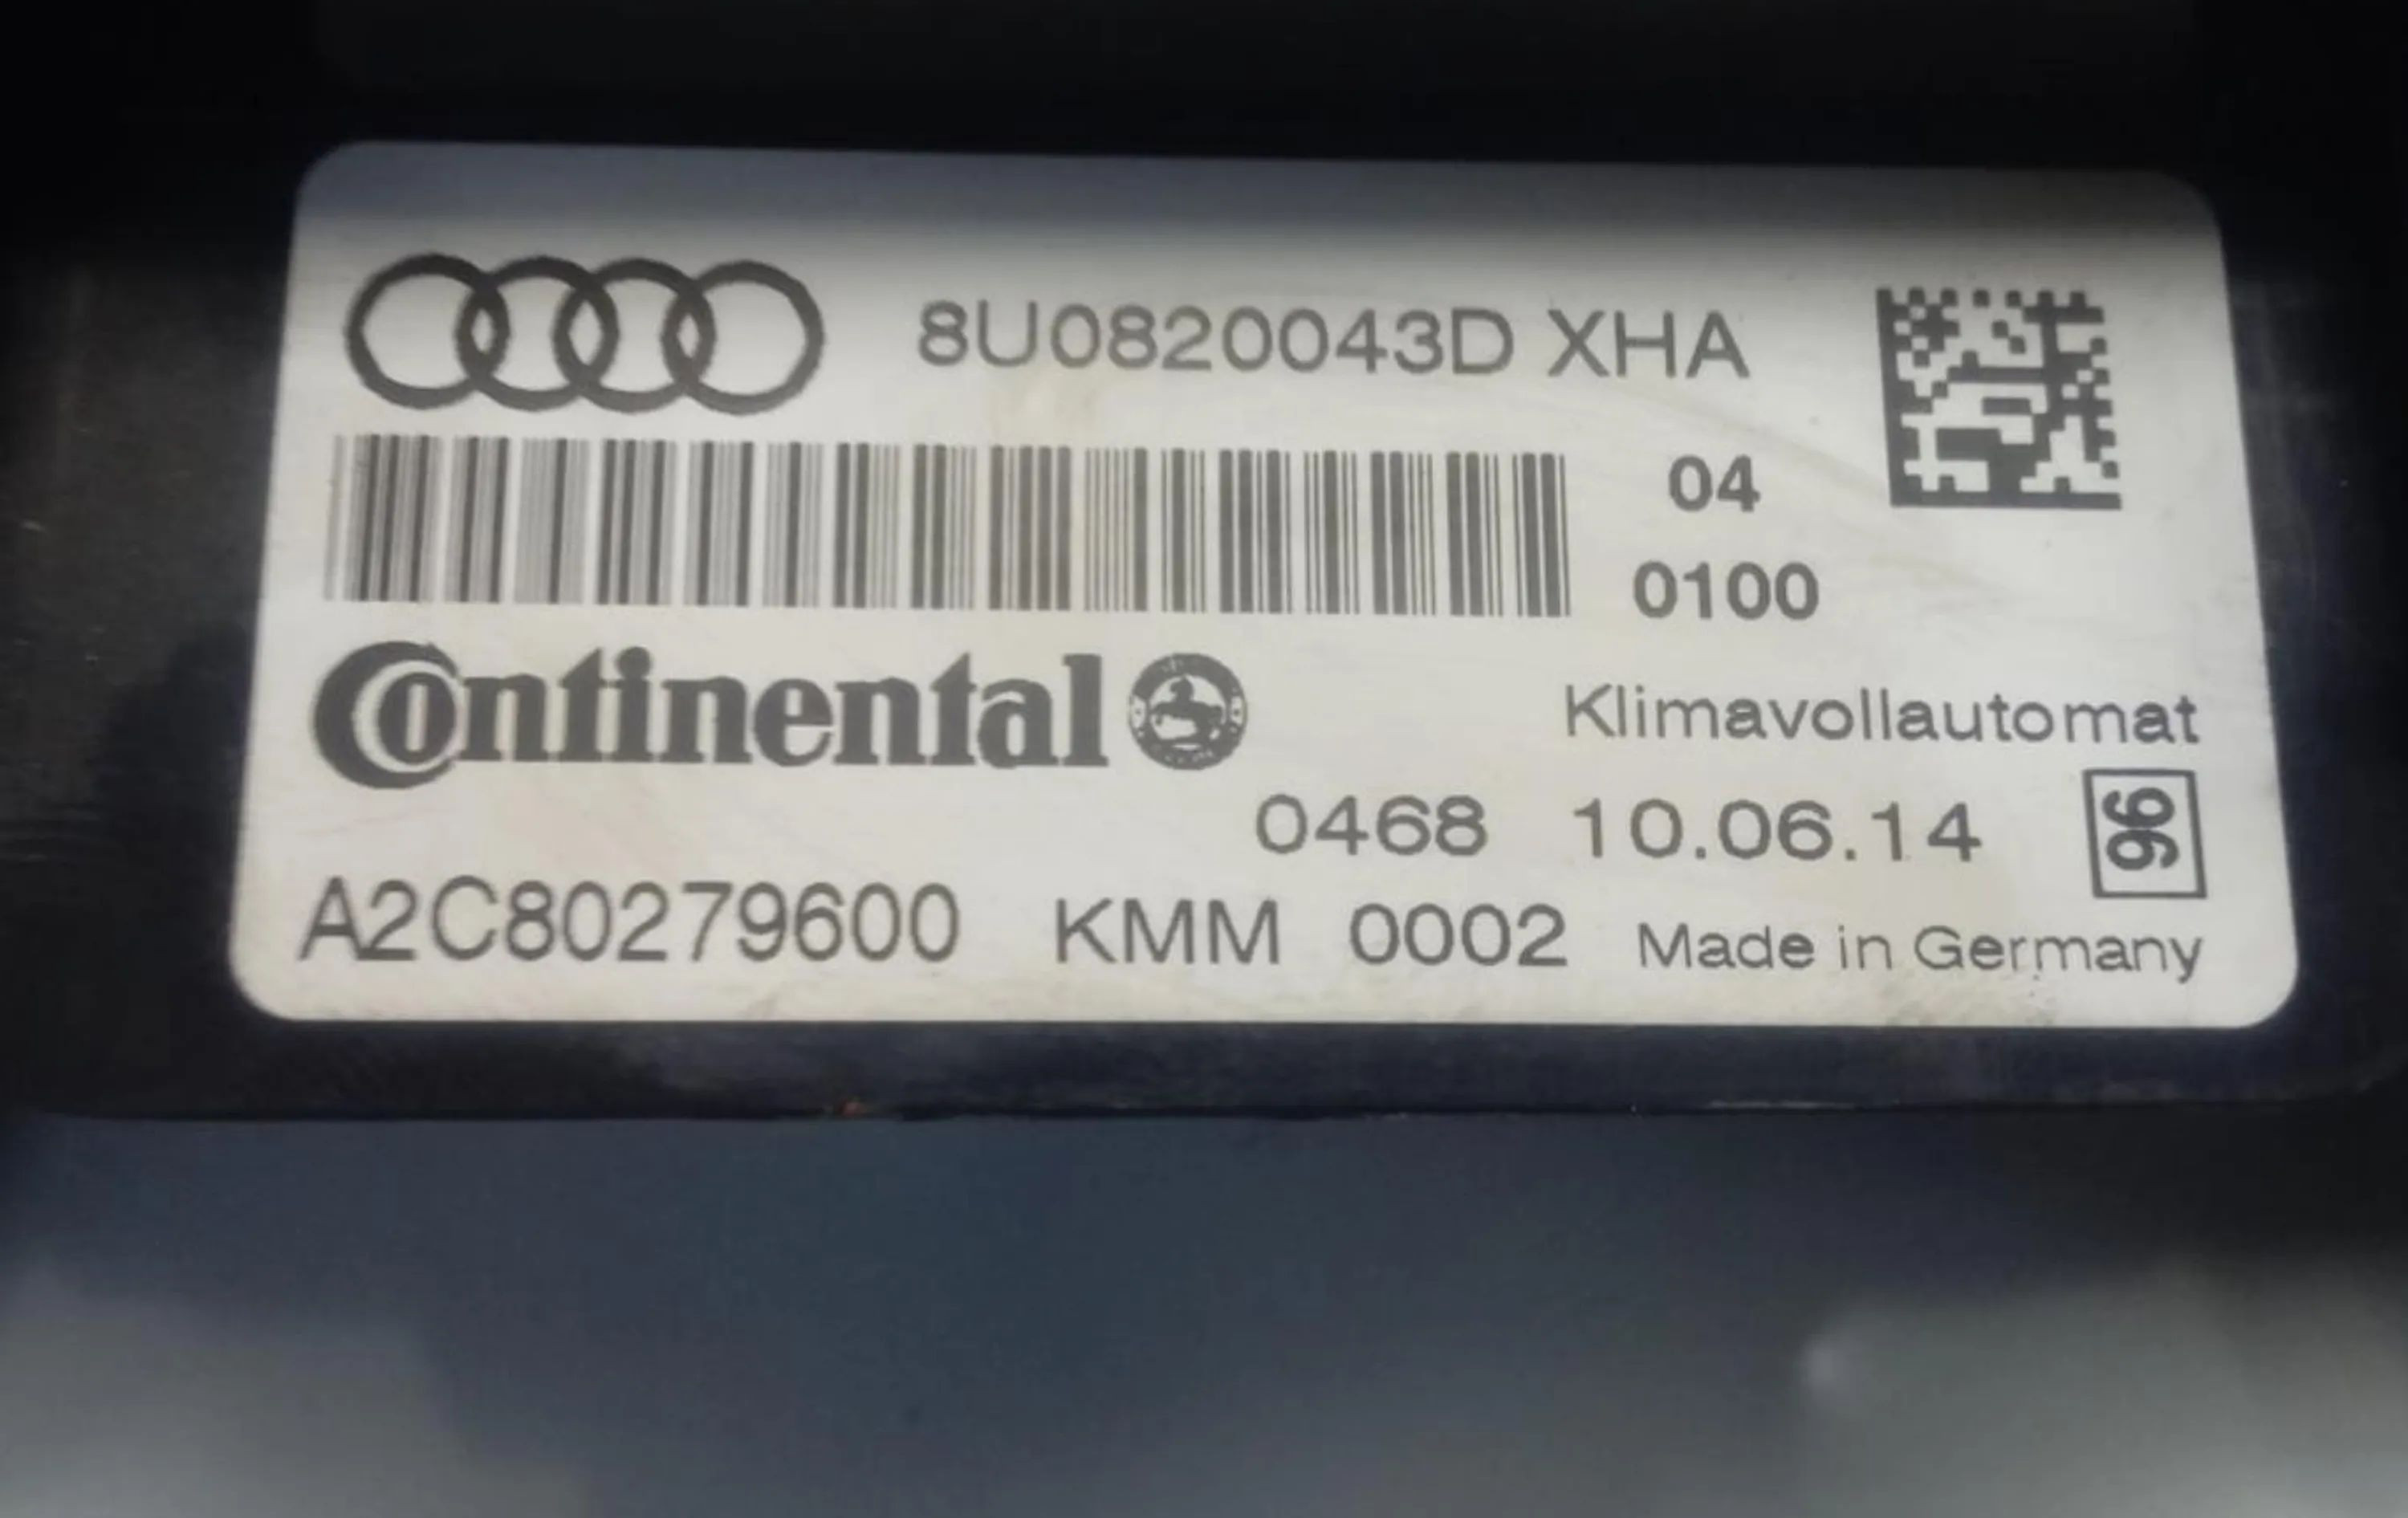 8U0820043D XHA
04
0100
Continental
Klimavollautomat
0468 10.06.14
96
A2C80279600 KMM 0002 Made in Germany